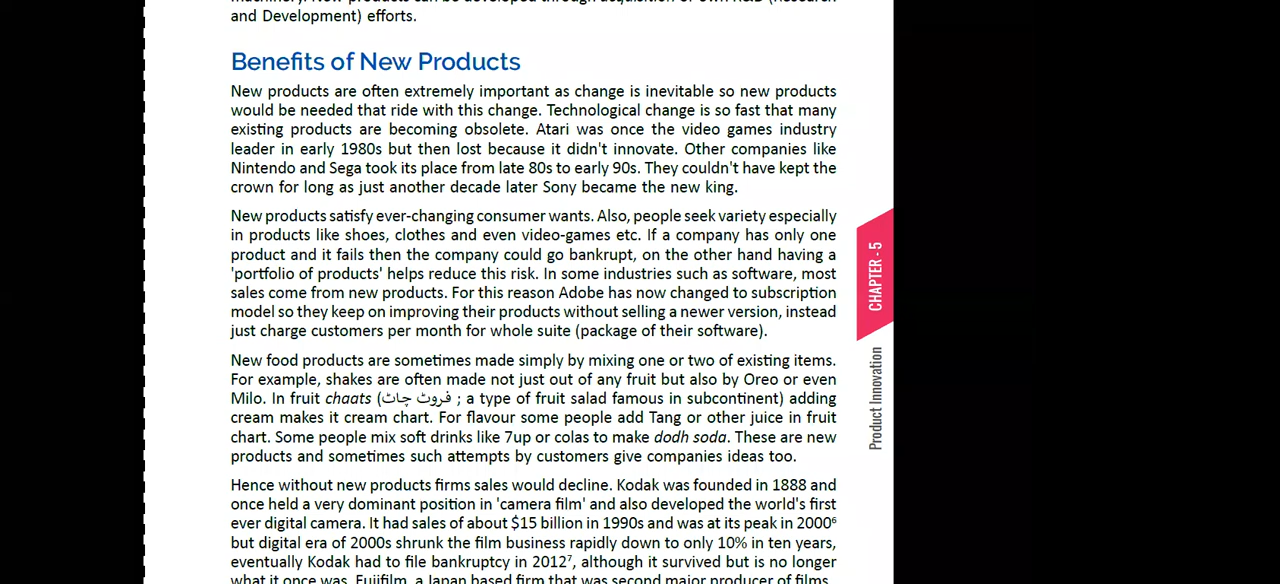 and Development) efforts.
Benefits of New Products
New products are often extremely important as change is inevitable so new products
would be needed that ride with this change. Technological change is so fast that many
existing products are becoming obsolete. Atari was once the video games industry
leader in early 1980s but then lost because it didn't innovate. Other companies like
Nintendo and Sega took its place from late 80s to early 90s. They couldn't have kept the
crown for long as just another decade later Sony became the new king.
New products satisfy ever-changing consumer wants. Also, people seek variety especially
in products like shoes, clothes and even video-games etc. If a company has only one
product and it fails then the company could go bankrupt, on the other hand having a
'portfolio of products' helps reduce this risk. In some industries such as software, most
sales come from new products. For this reason Adobe has now changed to subscription
model so they keep on improving their products without selling a newer version, instead
just charge customers per month for whole suite (package of their software).
New food products are sometimes made simply by mixing one or two of existing items.
For example, shakes are often made not just out of any fruit but also by Oreo or even
Milo. In fruit chaats (فروٹ چاٹ ; a type of fruit salad famous in subcontinent) adding
cream makes it cream chart. For flavour some people add Tang or other juice in fruit
chart. Some people mix soft drinks like 7up or colas to make dodh soda. These are new
products and sometimes such attempts by customers give companies ideas too.
Hence without new products firms sales would decline. Kodak was founded in 1888 and
once held a very dominant position in 'camera film' and also developed the world's first
ever digital camera. It had sales of about $15 billion in 1990s and was at its peak in 2000⁶
but digital era of 2000s shrunk the film business rapidly down to only 10% in ten years,
eventually Kodak had to file bankruptcy in 2012⁷, although it survived but is no longer
what it once was. Fujifilm, a Japan based firm that was second major producer of films,
CHAPTER - 5
Product Innovation